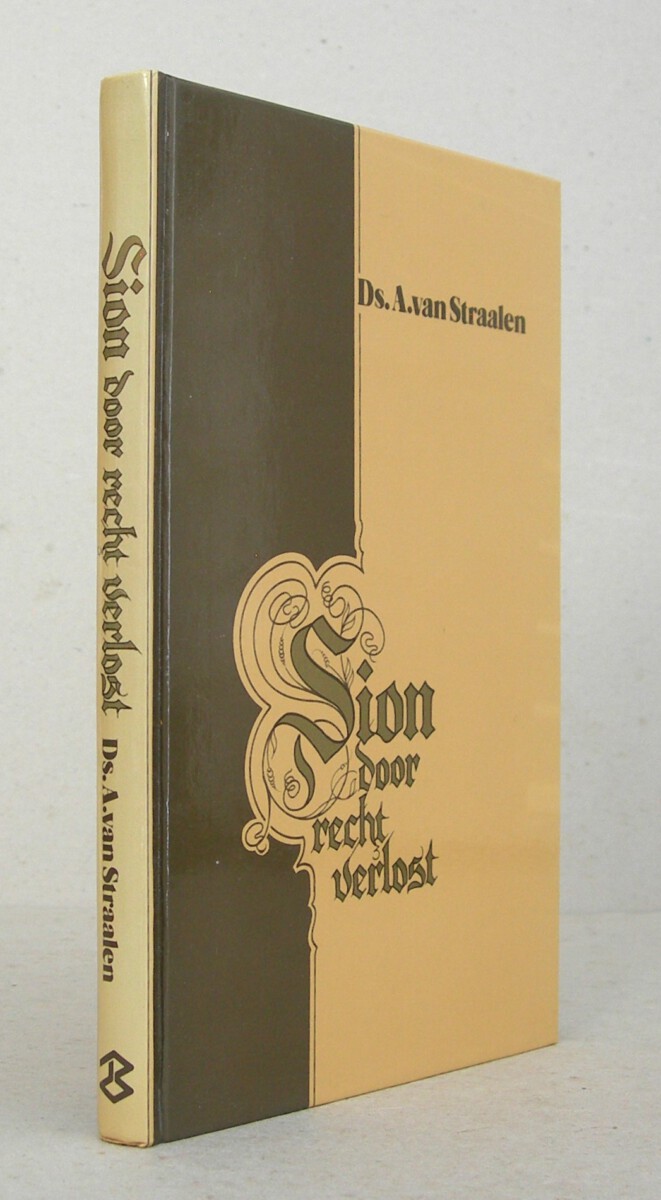 Sion door recht verlost Ds. A. van Straalen
Ds. A. van Straalen
Sion
door
recht
verlost